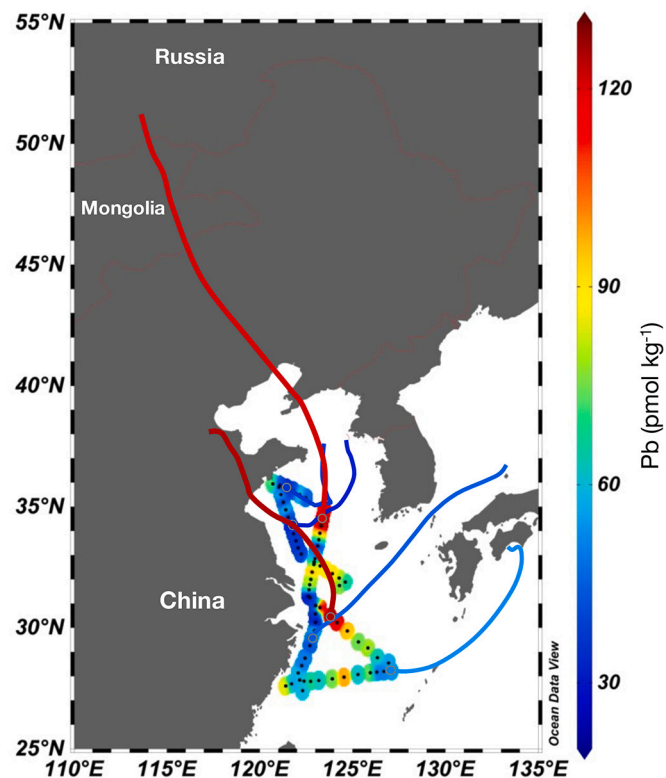 55°N
Russia
120
50°N
Mongolia
45°N
90
40°N
Pb (pmol kg⁻¹)
60
35°N
China
30°N
30
Ocean Data View
25°N
110°E
115°E
120°E
125°E
130°E
135°E